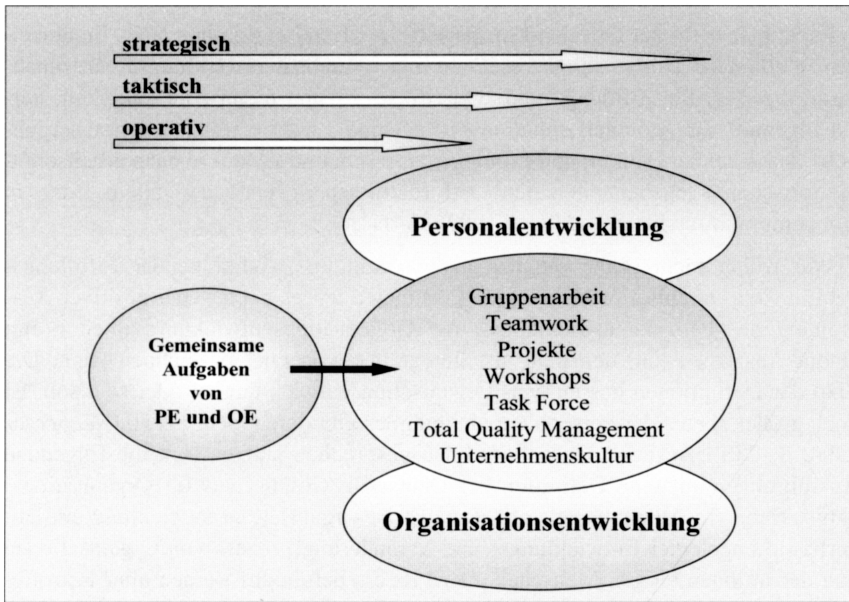 strategisch
taktisch
operativ
Personalentwicklung
Gruppenarbeit
Teamwork
Projekte
Workshops
Task Force
Total Quality Management
Unternehmenskultur
Gemeinsame
Aufgaben
von
PE und OE
Organisationsentwicklung